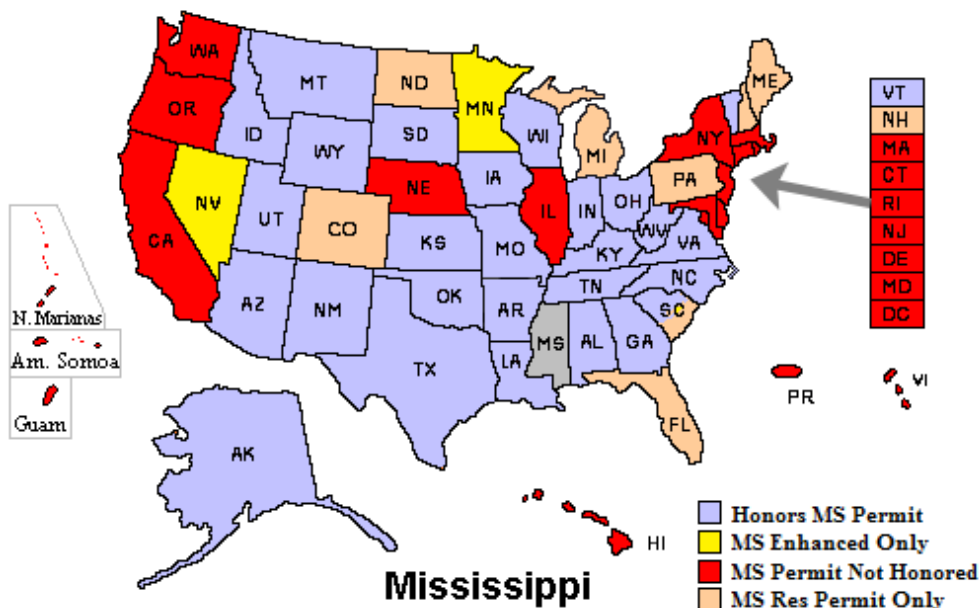 WA
MT
ND
MN
ME
OR
ID
SD
WI
NY
WY
MI
PA
NE
IA
NV
UT
CO
IL
IN
OH
WV
CA
KS
MO
KY
VA
AZ
NM
OK
AR
TN
NC
SC
MS
AL
GA
TX
LA
FL
AK
HI
PR
VI
VT
NH
MA
CT
RI
NJ
DE
MD
DC
N. Marianas
Am. Somoa
Guam
Honors MS Permit
MS Enhanced Only
MS Permit Not Honored
MS Res Permit Only
Mississippi